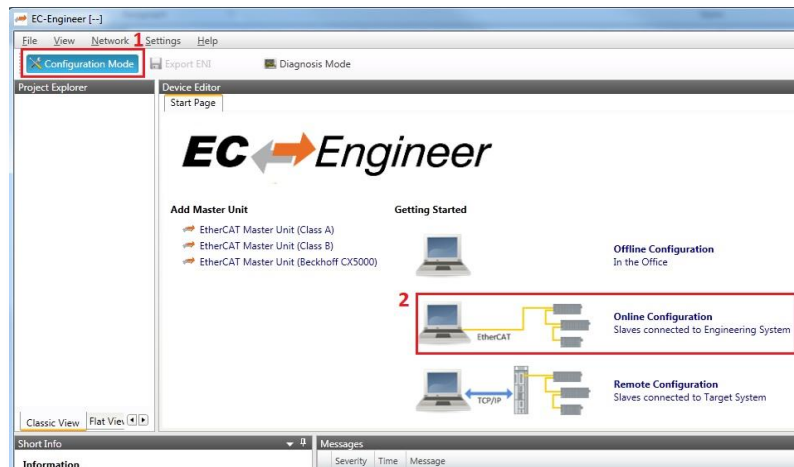 EC-Engineer [--]
File View Network Settings Help
1
Configuration Mode Export ENI Diagnosis Mode
Project Explorer
Device Editor
Start Page
EC Engineer
Add Master Unit
EtherCAT Master Unit (Class A)
EtherCAT Master Unit (Class B)
EtherCAT Master Unit (Beckhoff CX5000)
Getting Started
Offline Configuration
In the Office
2
EtherCAT
Online Configuration
Slaves connected to Engineering System
TCP/IP
Remote Configuration
Slaves connected to Target System
Classic View Flat View
Short Info
Information
Messages
Severity Time Message